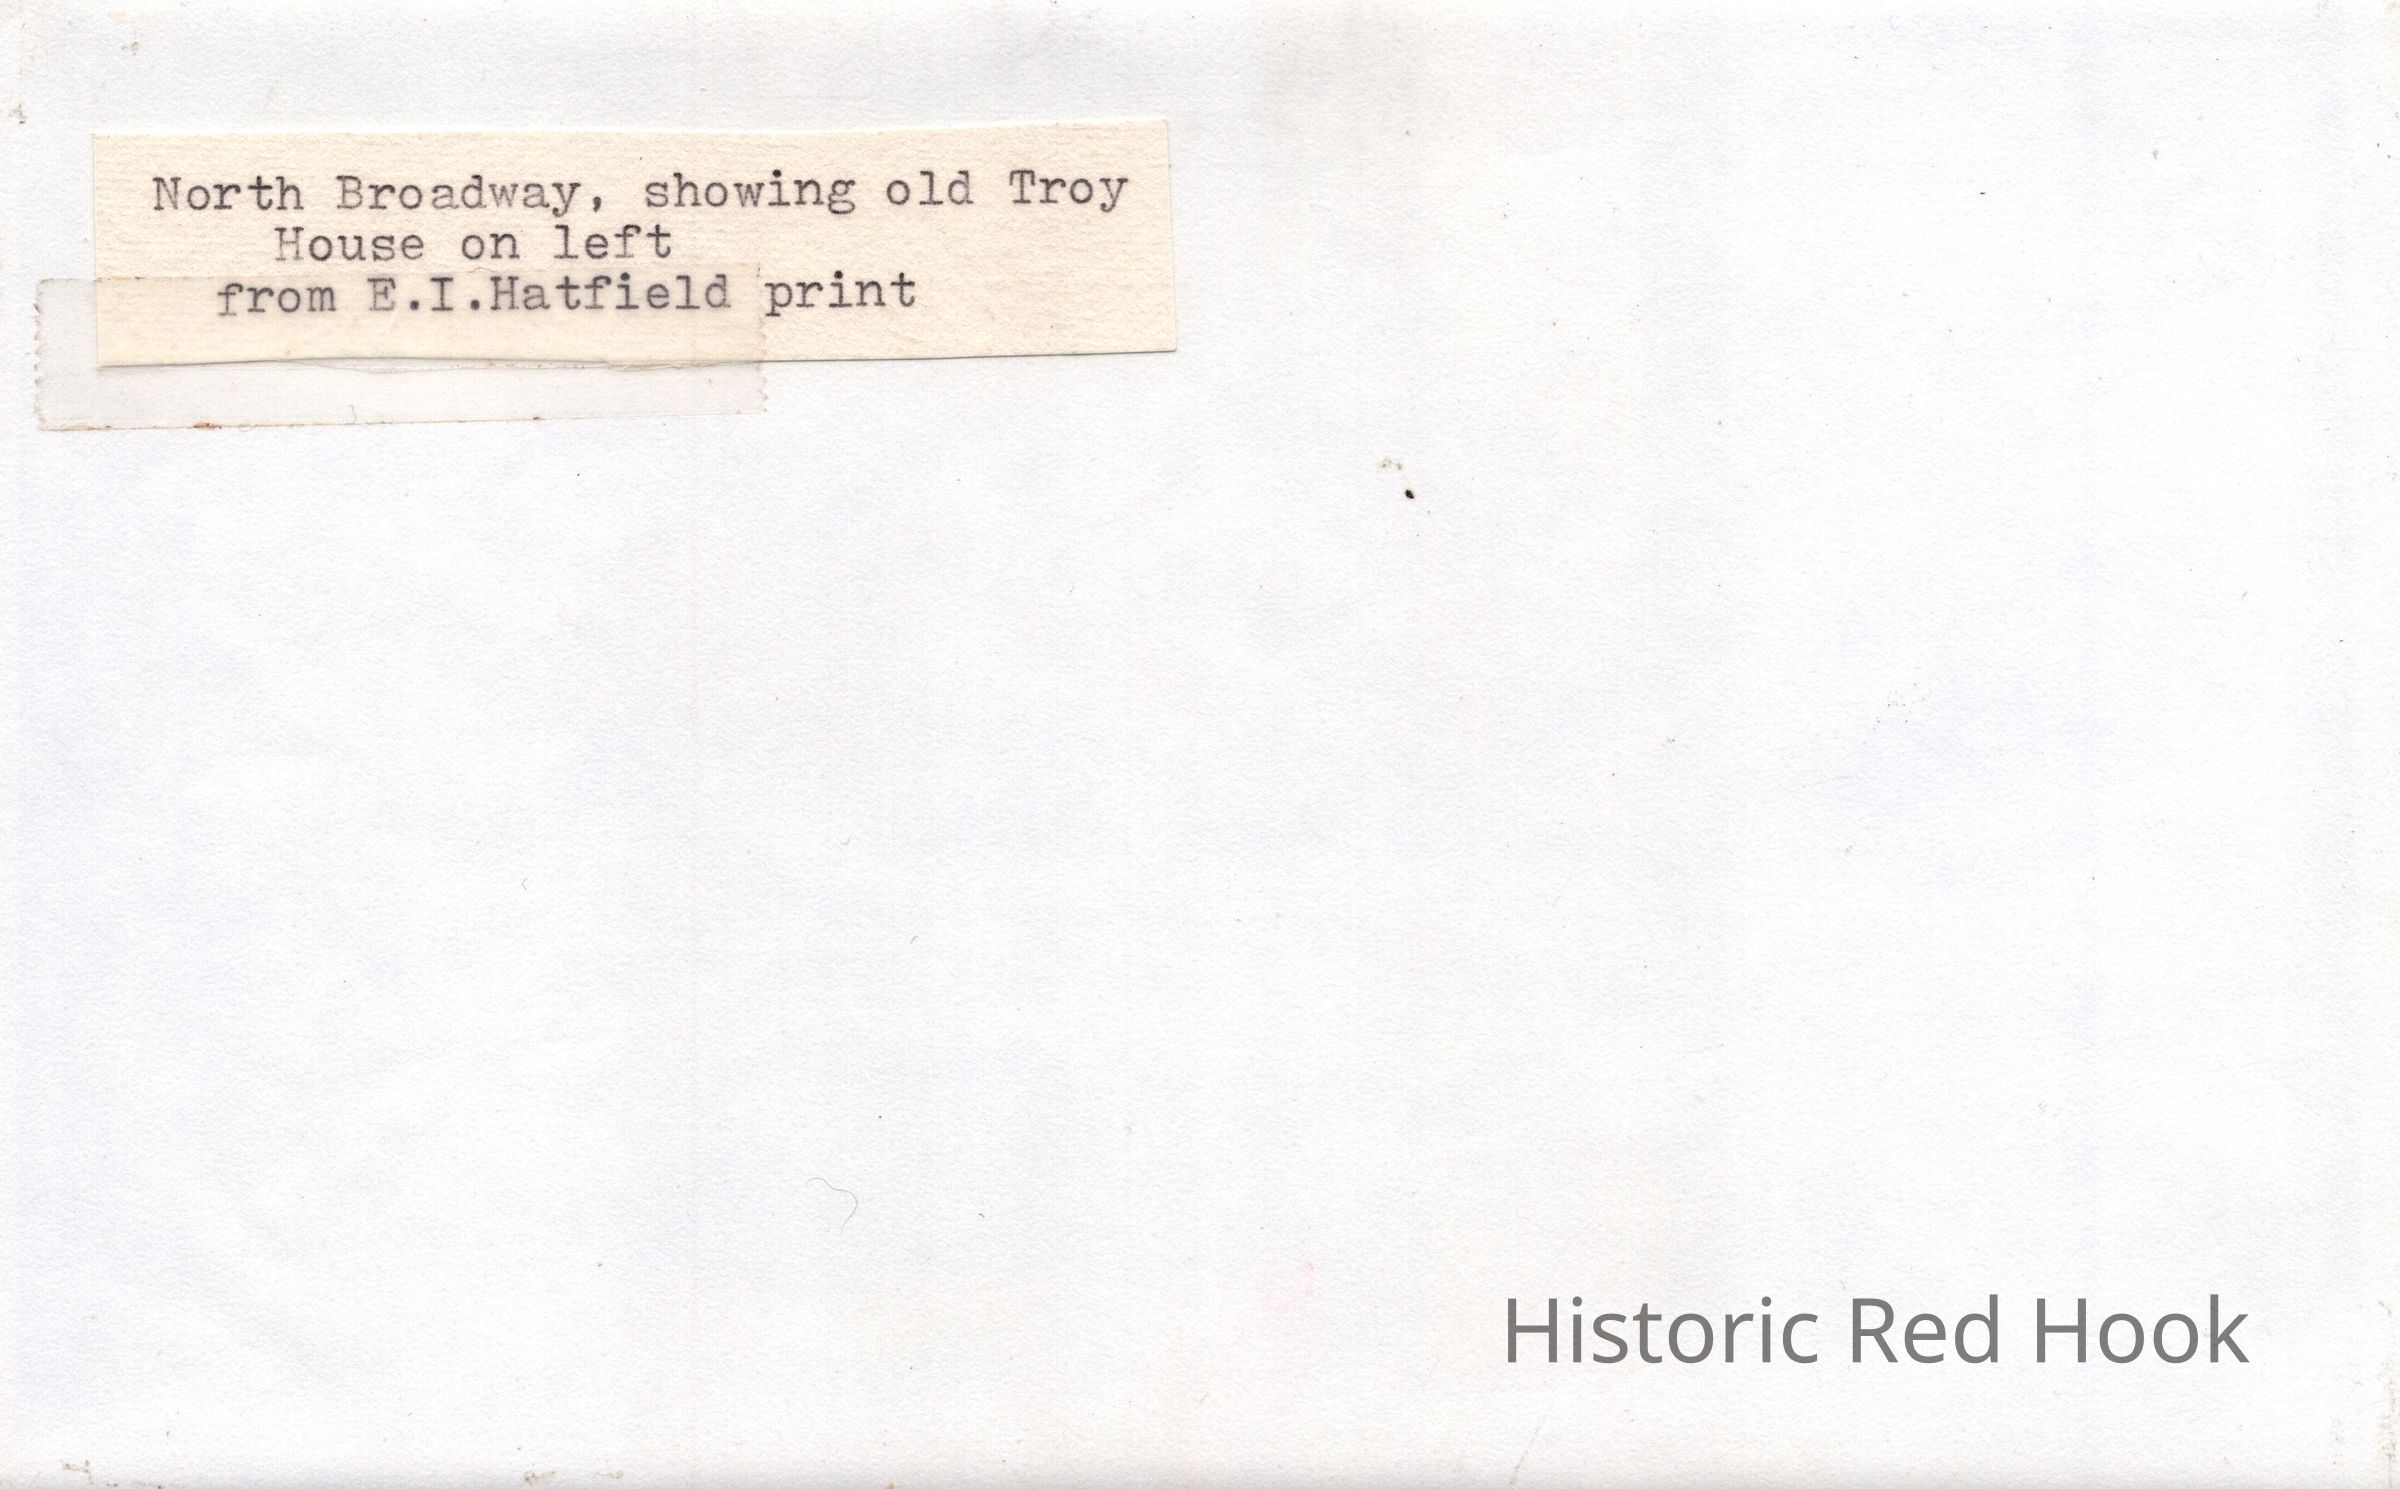 North Broadway, showing old Troy
House on left
from E.I.Hatfield print
Historic Red Hook